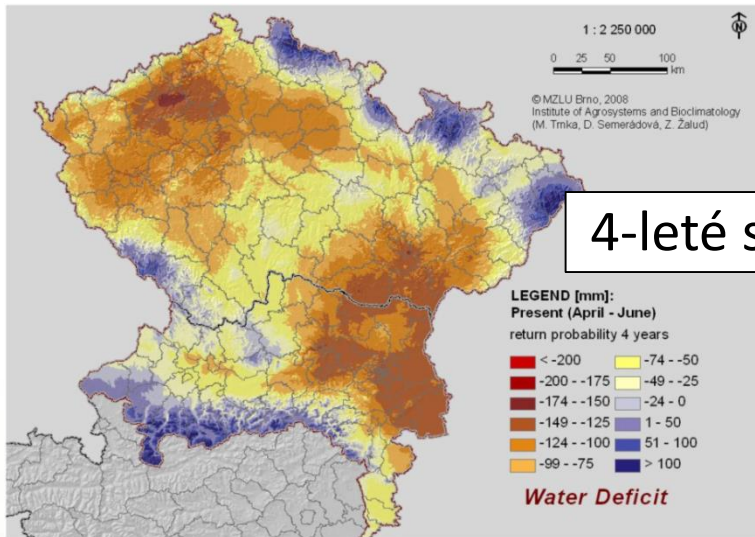 1 : 2 250 000
0 25 50 100
km
© MZLU Brno, 2008
Institute of Agrosystems and Bioclimatology
(M. Trnka, D. Semerádová, Z. Žalud)
4-leté s
LEGEND [mm]:
Present (April - June)
return probability 4 years
< -200 -74 - -50
-200 - -175 -49 - -25
-174 - -150 -24 - 0
-149 - -125 1 - 50
-124 - -100 51 - 100
-99 - -75 > 100
Water Deficit